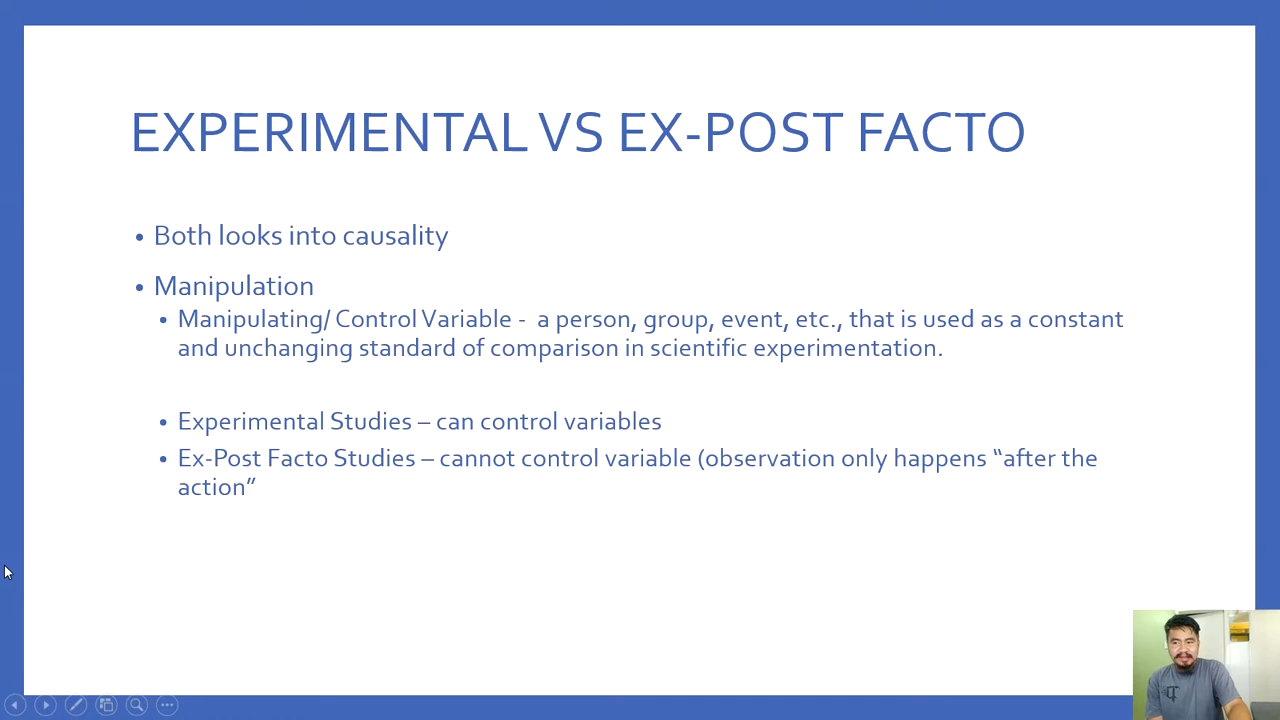 EXPERIMENTAL VS EX-POST FACTO
• Both looks into causality
• Manipulation
• Manipulating/ Control Variable - a person, group, event, etc., that is used as a constant
and unchanging standard of comparison in scientific experimentation.
• Experimental Studies – can control variables
• Ex-Post Facto Studies – cannot control variable (observation only happens “after the
action”